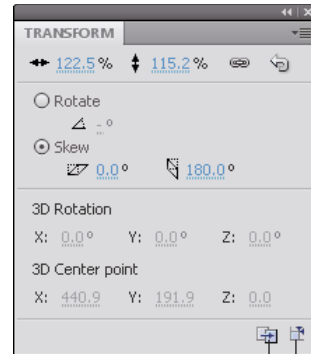 TRANSFORM
122.5 % 115.2 %
Rotate
- °
Skew
0.0 ° 180.0 °
3D Rotation
X: 0.0 ° Y: 0.0 ° Z: 0.0
3D Center point
X: 440.9 Y: 191.9 Z: 0.0